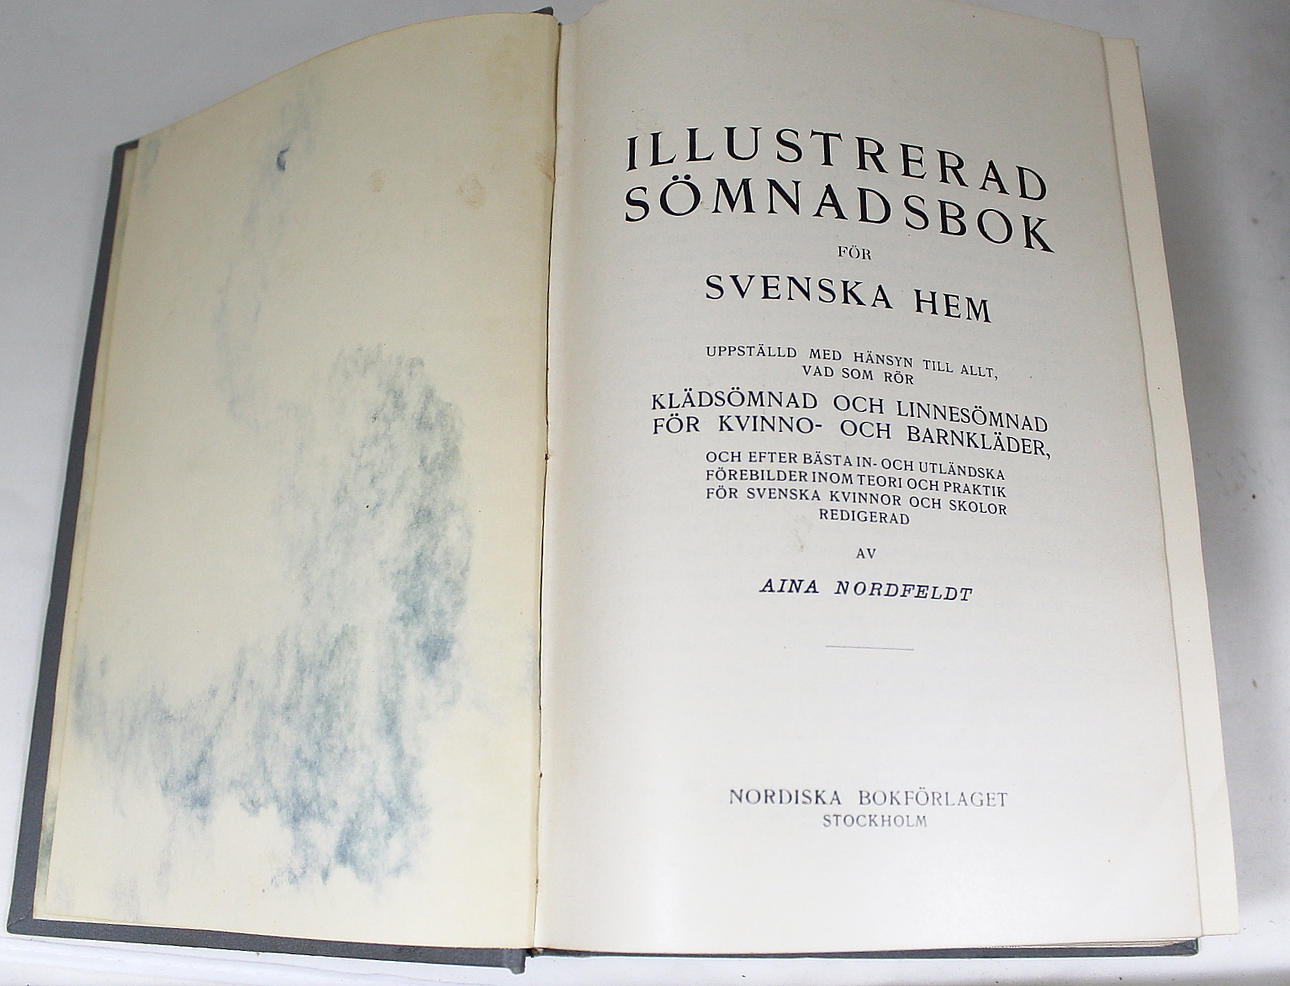 ILLUSTRERAD
SÖMNADSBOK
FÖR
SVENSKA HEM
UPPSTÄLLD MED HÄNSYN TILL ALLT,
VAD SOM RÖR
KLÄDSÖMNAD OCH LINNESÖMNAD
FÖR KVINNO- OCH BARNKLÄDER,
OCH EFTER BÄSTA IN- OCH UTLÄNDSKA
FÖREBILDER INOM TEORI OCH PRAKTIK
FÖR SVENSKA KVINNOR OCH SKOLOR
REDIGERAD
AV
AINA NORDFELDT
NORDISKA BOKFÖRLAGET
STOCKHOLM